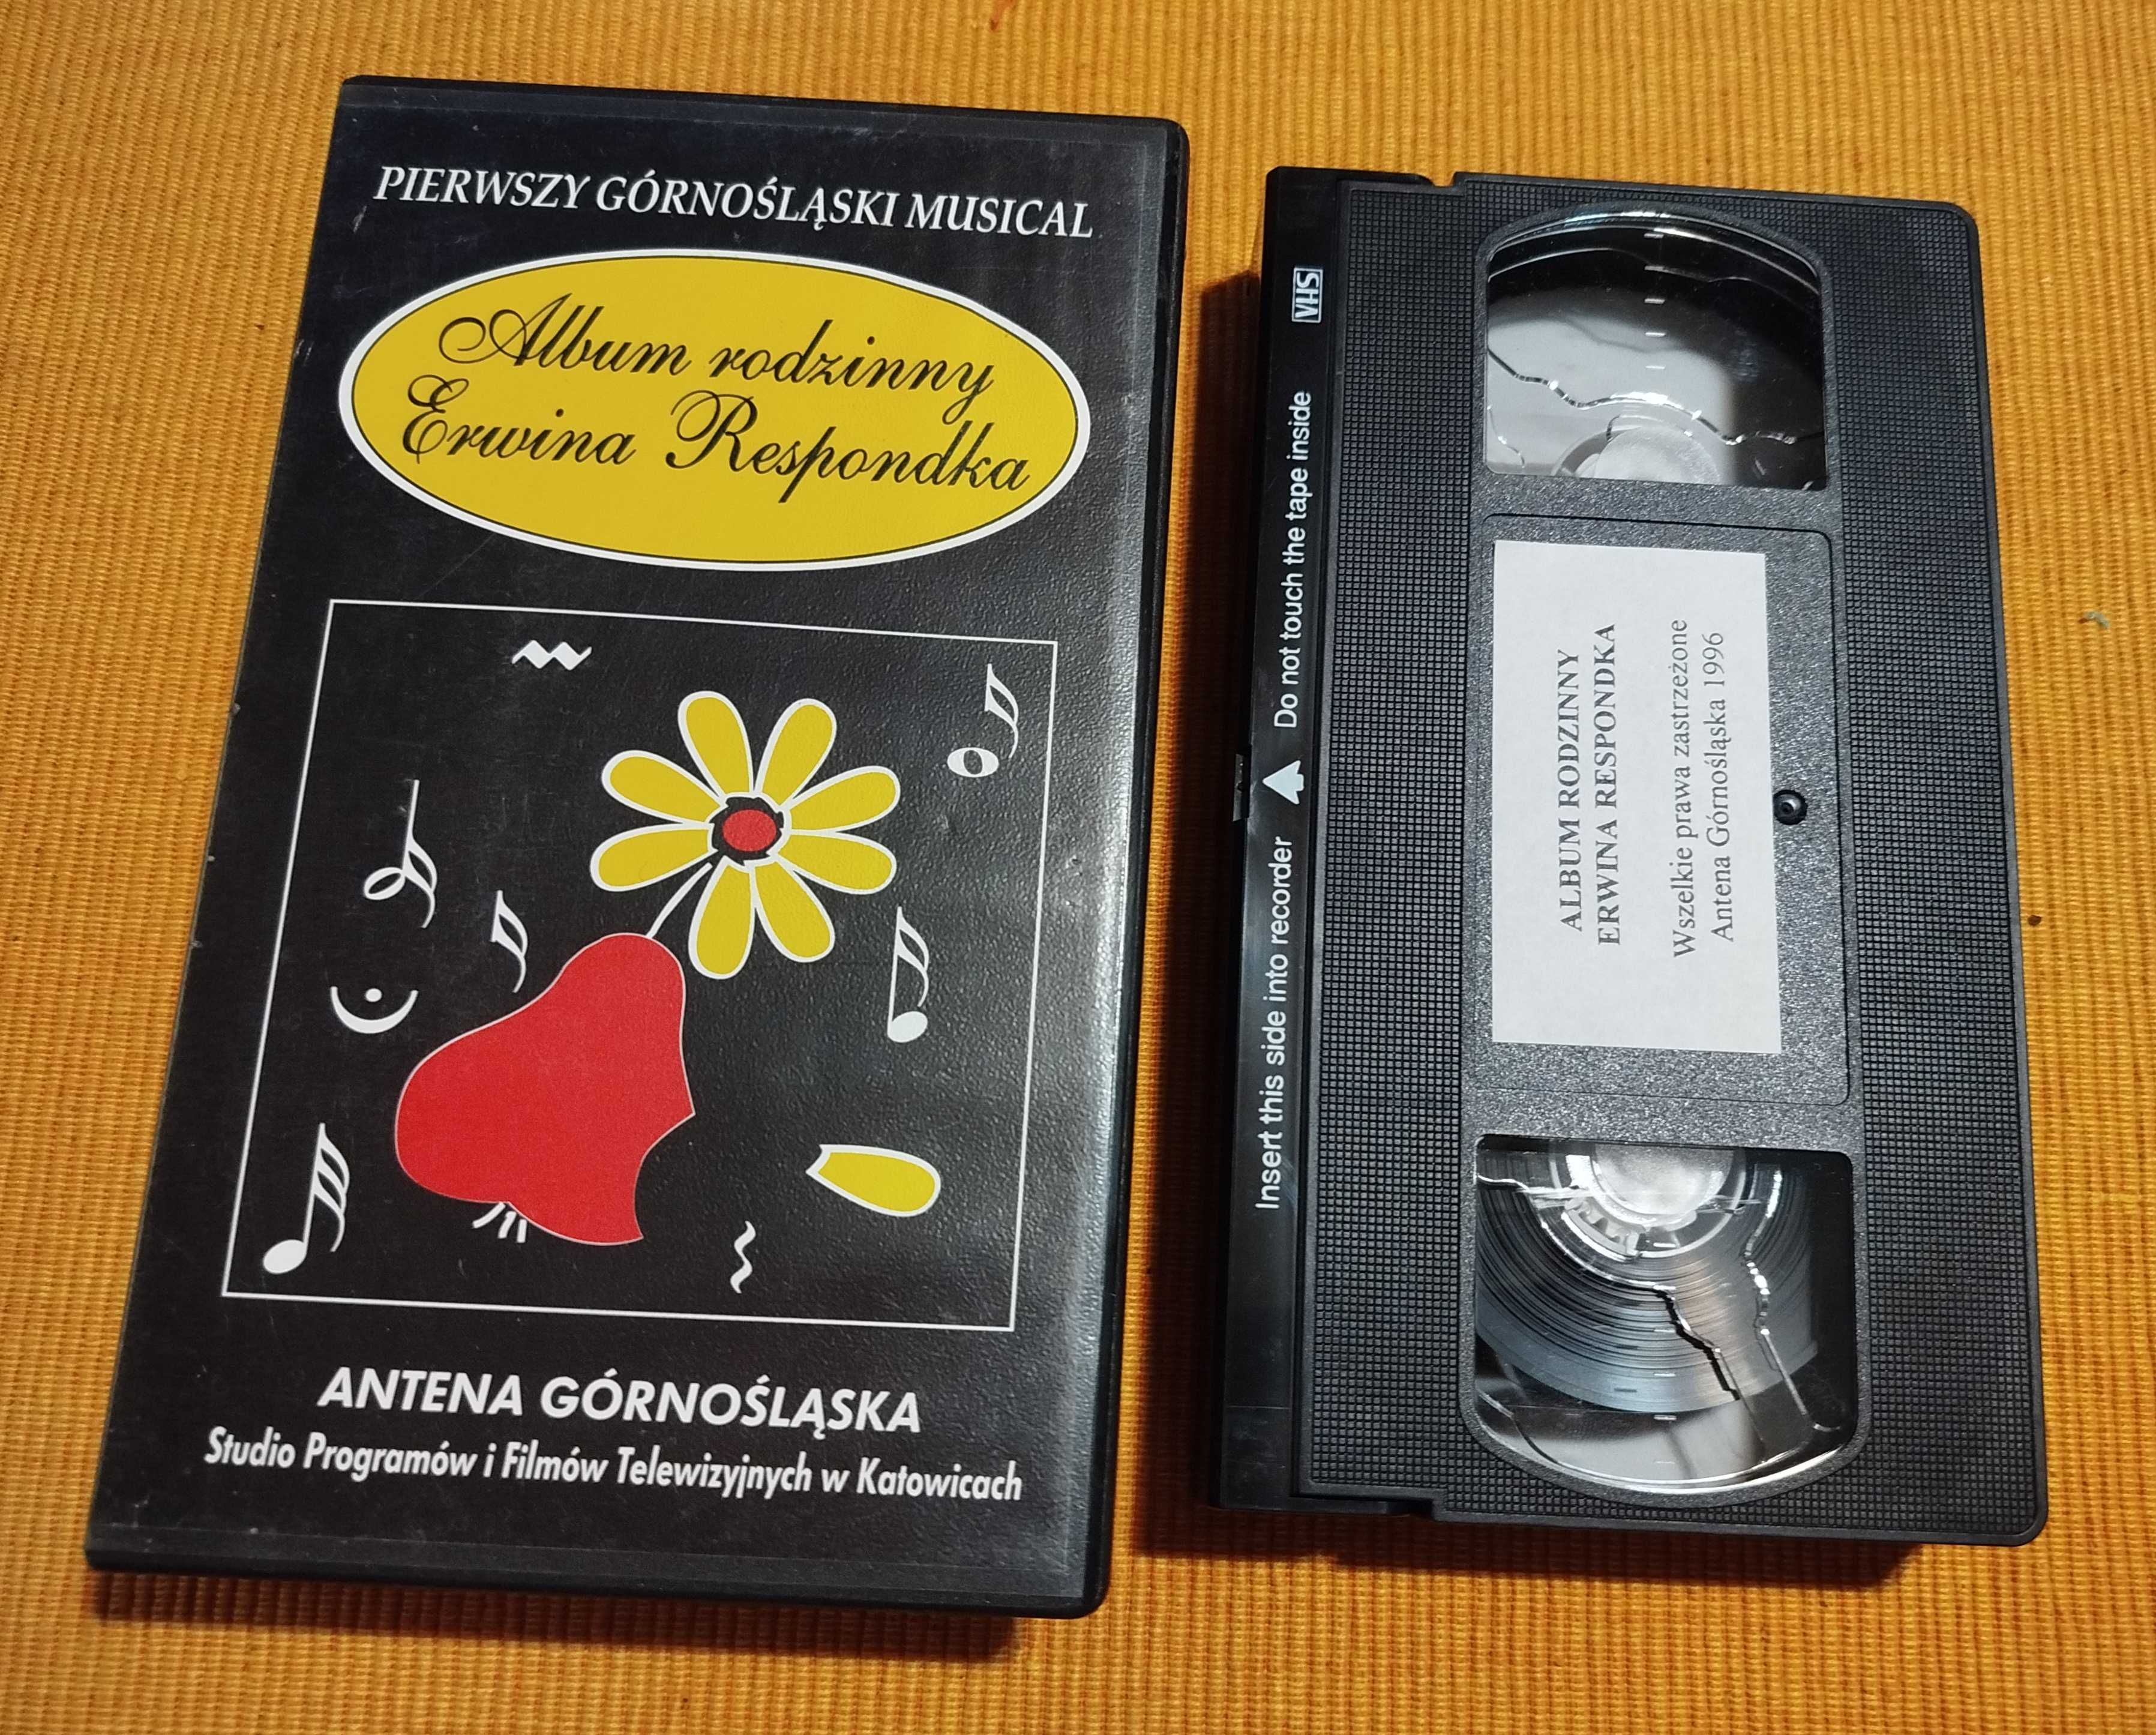 PIERWSZY GÓRNOŚLĄSKI MUSICAL
Album rodzinny
Erwina Respondka
ANTENA GÓRNOŚLĄSKA
Studio Programów i Filmów Telewizyjnych w Katowicach
VHS
Insert this side into recorder ▲ Do not touch the tape inside
ALBUM RODZINNY
ERWINA RESPONDKA
Wszelkie prawa zastrzeżone
Antena Górnośląska 1996